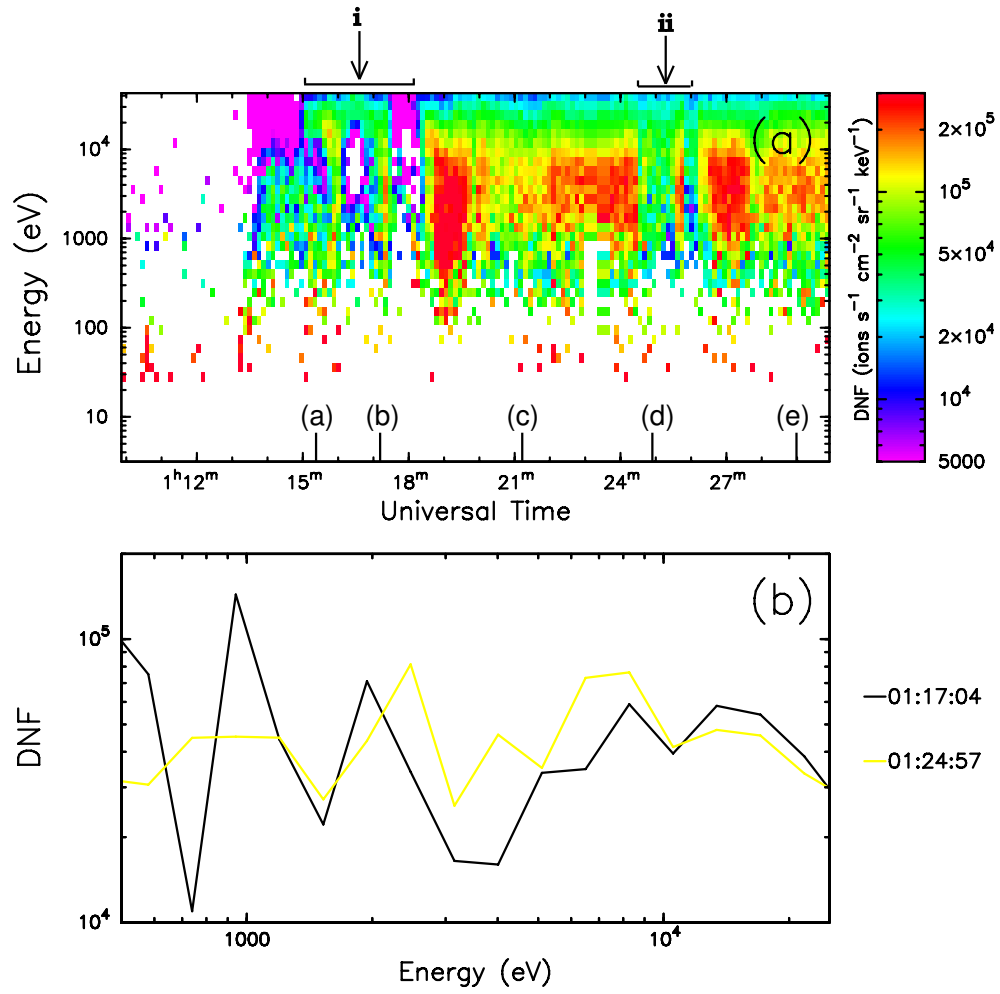 i
ii
(a)
10⁴
1000
100
10
Energy (eV)
(a)
(b)
(c)
(d)
(e)
1ʰ12ᵐ
15ᵐ
18ᵐ
21ᵐ
24ᵐ
27ᵐ
Universal Time
2×10⁵
10⁵
5×10⁴
2×10⁴
10⁴
5000
DNF (ions s⁻¹ cm⁻² sr⁻¹ keV⁻¹)
(b)
10⁵
10⁴
DNF
1000
10⁴
Energy (eV)
01:17:04
01:24:57